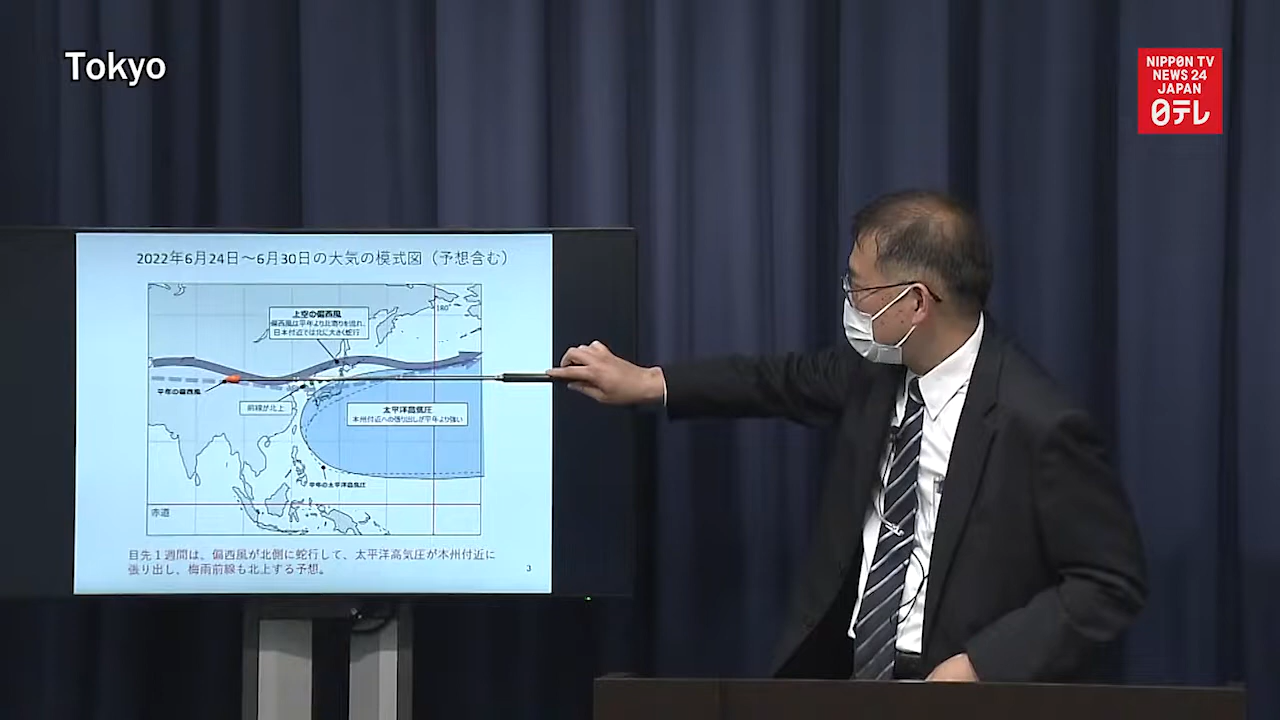 Tokyo
NIPPON TV
NEWS 24
JAPAN
日テレ
2022年6月24日～6月30日の大気の模式図（予想含む）
180°
上空の偏西風
偏西風は平年より北寄りを流れ、
日本付近では北に大きく蛇行
平年の偏西風
前線が北上
太平洋高気圧
本州付近への張り出しが平年より強い
平年の太平洋高気圧
赤道
目先１週間は、偏西風が北側に蛇行して、太平洋高気圧が本州付近に
張り出し、梅雨前線も北上する予想。
3